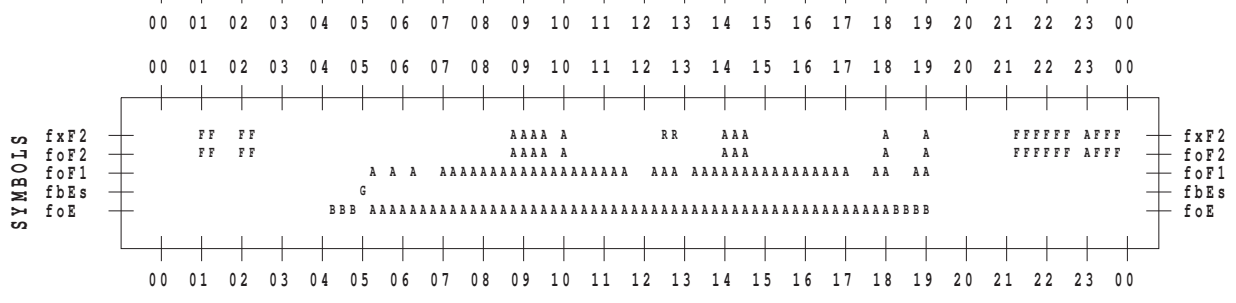 00 01 02 03 04 05 06 07 08 09 10 11 12 13 14 15 16 17 18 19 20 21 22 23 00
00 01 02 03 04 05 06 07 08 09 10 11 12 13 14 15 16 17 18 19 20 21 22 23 00
SYMBOLS
fxF2 FF FF AAAA A RR AAA A A FFFFFF AFFF fxF2
foF2 FF FF AAAA A AAA A A FFFFFF AFFF foF2
foF1 A A A AAAAAAAAAAAAAAAAAAA AAA AAAAAAAAAAAAAAAA AA AA foF1
fbEs G fbEs
foE BBB AAAAAAAAAAAAAAAAAAAAAAAAAAAAAAAAAAAAAAAAAAAAAAAAAAAABBBB foE
00 01 02 03 04 05 06 07 08 09 10 11 12 13 14 15 16 17 18 19 20 21 22 23 00